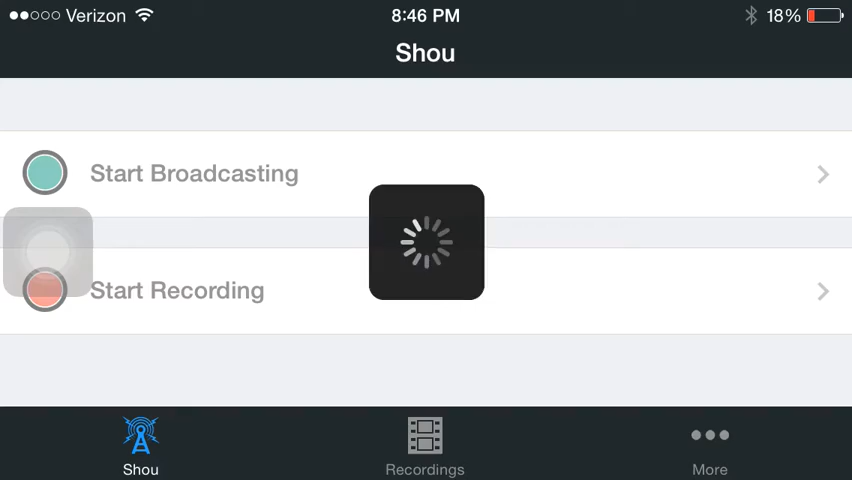 Verizon 8:46 PM 18%
Shou
Start Broadcasting
Start Recording
Shou Recordings More